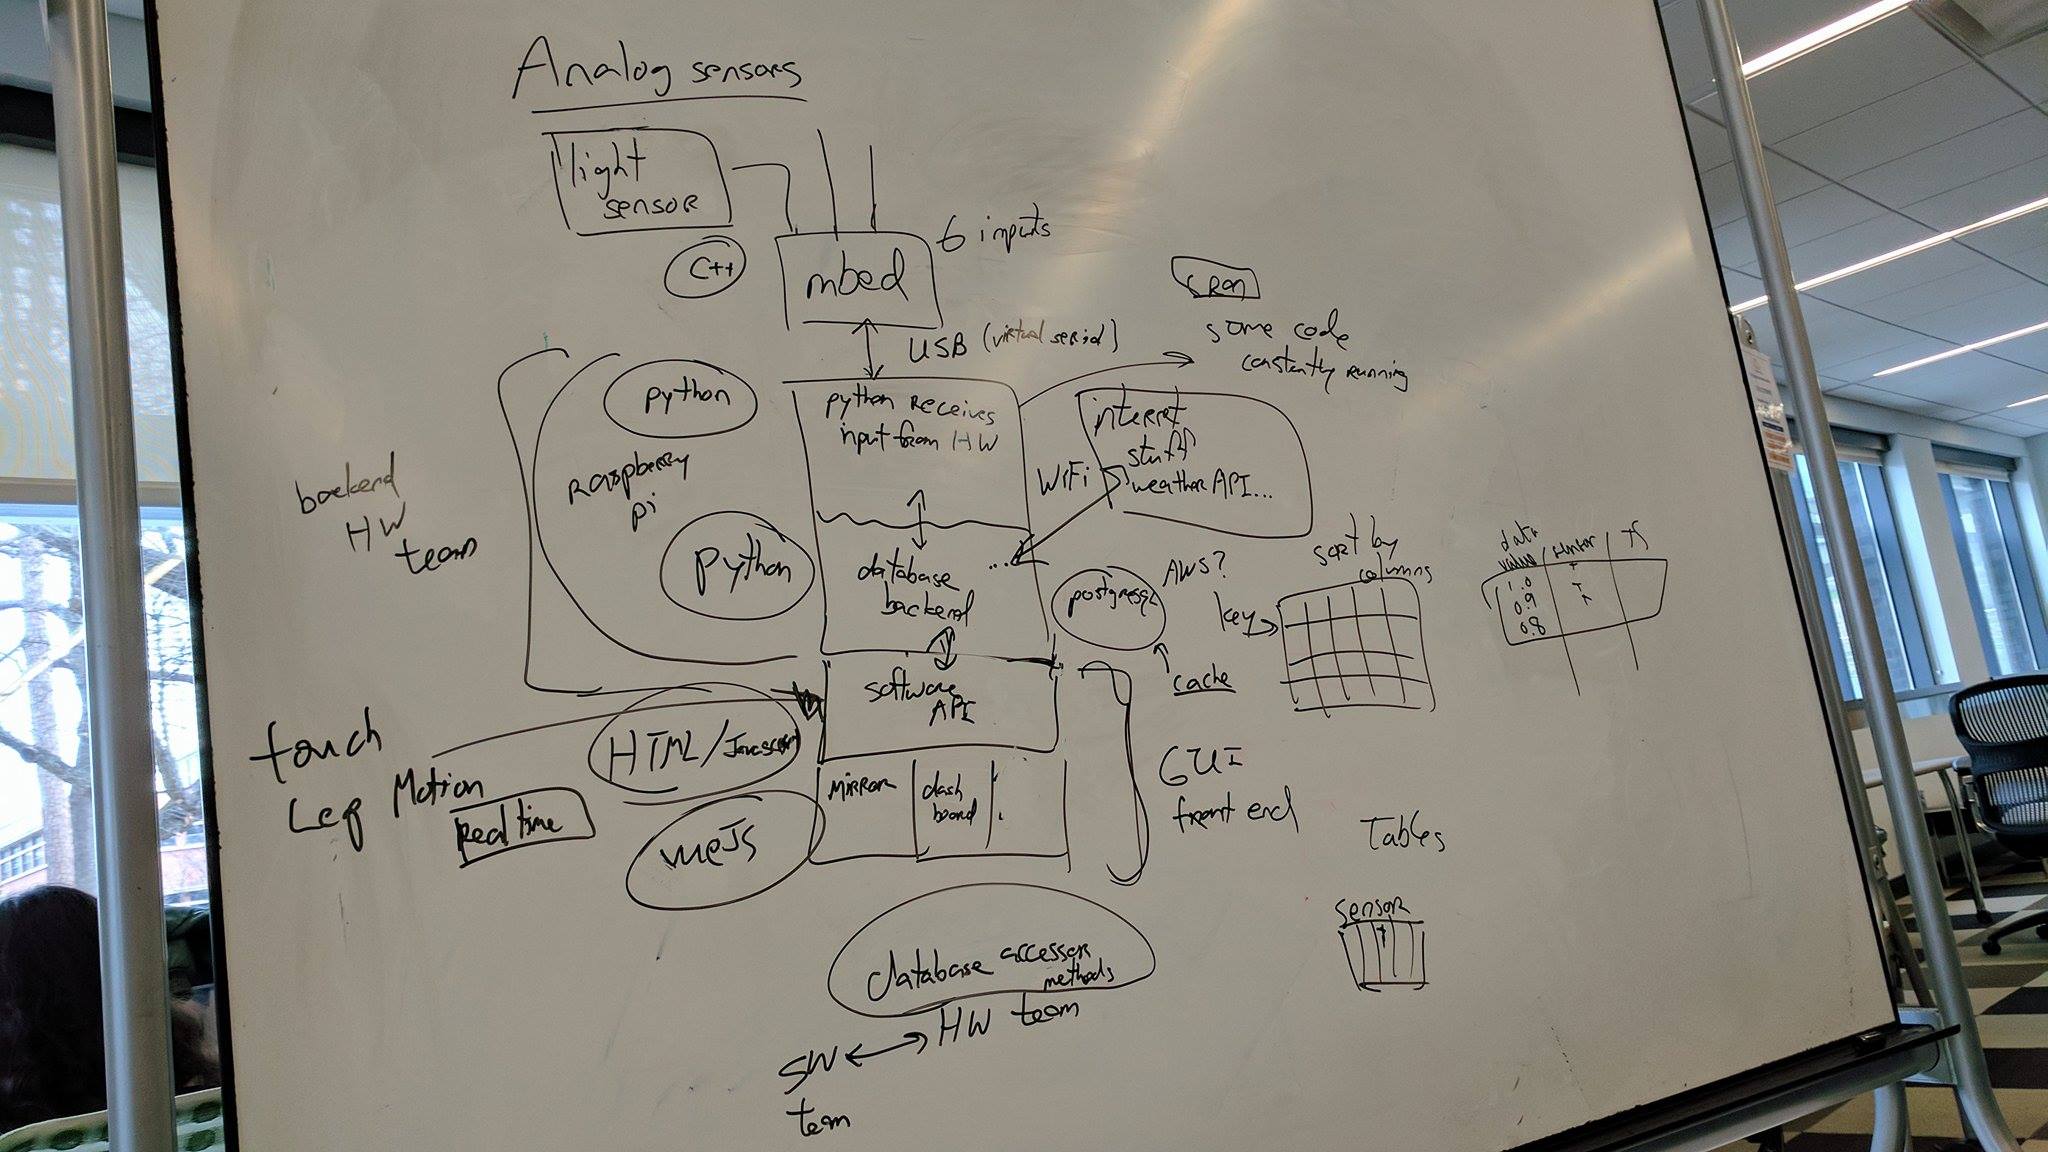 Analog sensors
light
sensor
C++
mbed
6 inputs
USB (virtual serial)
cron
some code
constantly running
python
python receives
input from HW
raspberry
pi
internet
stuff
weather API...
WiFi
backend
HW
team
python
database
backend
...
postgresql
AWS?
cache
sort by
columns
key
data
value
1.0
0.9
0.8
software
API
touch
Leap Motion
Real time
HTML/Javascript
vueJS
MIRROR
dash
board
GUI
front end
Tables
sensor
database accessor
methods
HW team
SW
team